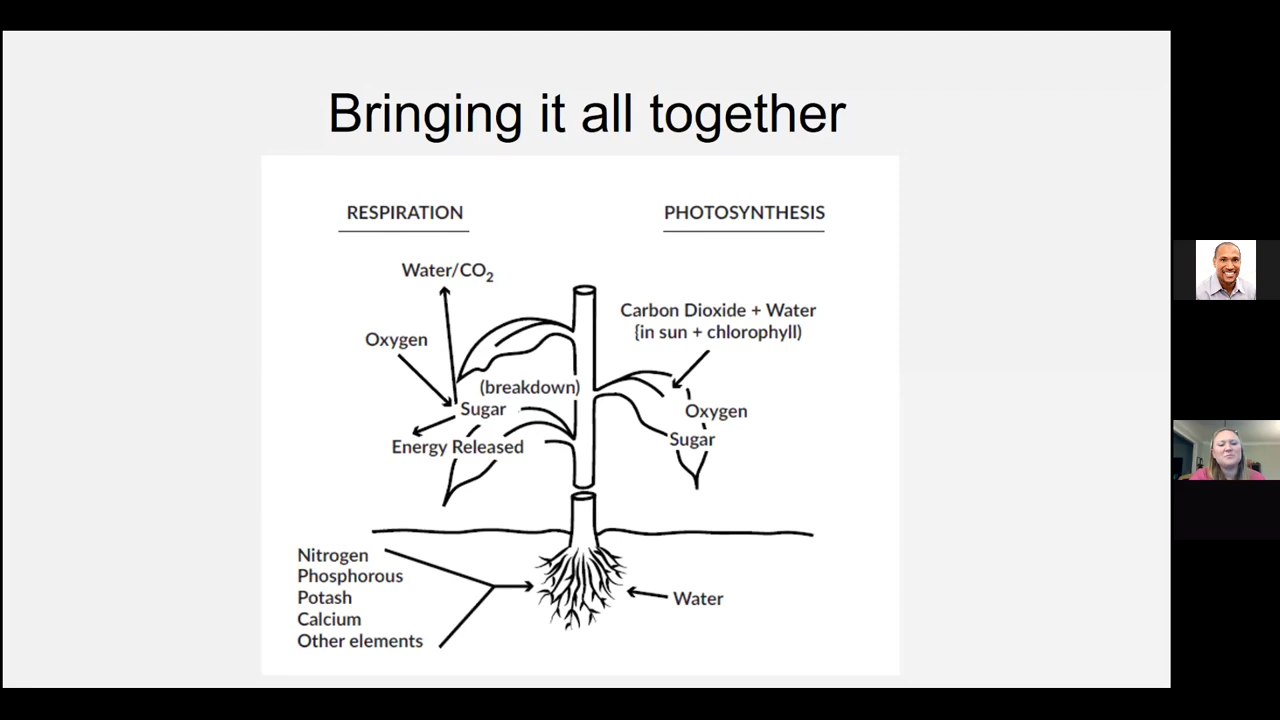 Bringing it all together
RESPIRATION
PHOTOSYNTHESIS
Water/CO₂
Carbon Dioxide + Water
{in sun + chlorophyll)
Oxygen
(breakdown)
Sugar
Energy Released
Oxygen
Sugar
Nitrogen
Phosphorous
Potash
Calcium
Other elements
Water